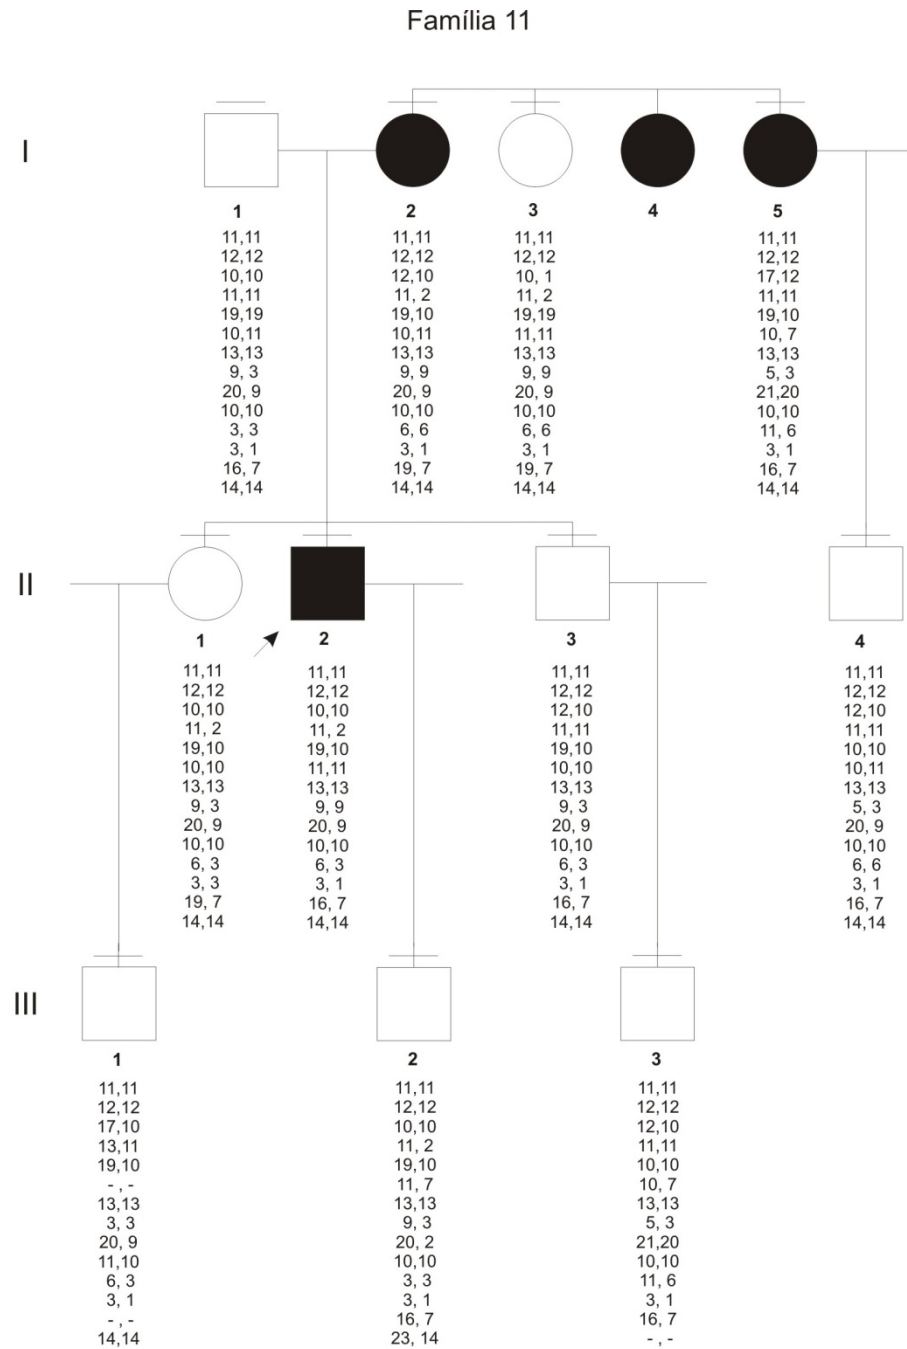 Família 11
I
1 2 3 4 5
11,11 11,11 11,11 11,11
12,12 12,12 12,12 12,12
10,10 12,10 10, 1 17,12
11,11 11, 2 11, 2 11,11
19,19 19,10 19,19 19,10
10,11 10,11 11,11 10, 7
13,13 13,13 13,13 13,13
9, 3 9, 9 9, 9 5, 3
20, 9 20, 9 20, 9 21,20
10,10 10,10 10,10 10,10
3, 3 6, 6 6, 6 11, 6
3, 1 3, 1 3, 1 3, 1
16, 7 19, 7 19, 7 16, 7
14,14 14,14 14,14 14,14
II
1 2 3 4
11,11 11,11 11,11 11,11
12,12 12,12 12,12 12,12
10,10 10,10 12,10 12,10
11, 2 11, 2 11,11 11,11
19,10 19,10 19,10 10,10
10,10 11,11 10,10 10,11
13,13 13,13 13,13 13,13
9, 3 9, 9 9, 3 5, 3
20, 9 20, 9 20, 9 20, 9
10,10 10,10 10,10 10,10
6, 3 6, 3 6, 3 6, 6
3, 3 3, 1 3, 1 3, 1
19, 7 16, 7 16, 7 16, 7
14,14 14,14 14,14 14,14
III
1 2 3
11,11 11,11 11,11
12,12 12,12 12,12
17,10 10,10 12,10
13,11 11, 2 11,11
19,10 19,10 10,10
- , - 11, 7 10, 7
13,13 13,13 13,13
3, 3 9, 3 5, 3
20, 9 20, 2 21,20
11,10 10,10 10,10
6, 3 3, 3 11, 6
3, 1 3, 1 3, 1
- , - 16, 7 16, 7
14,14 23, 14 - , -